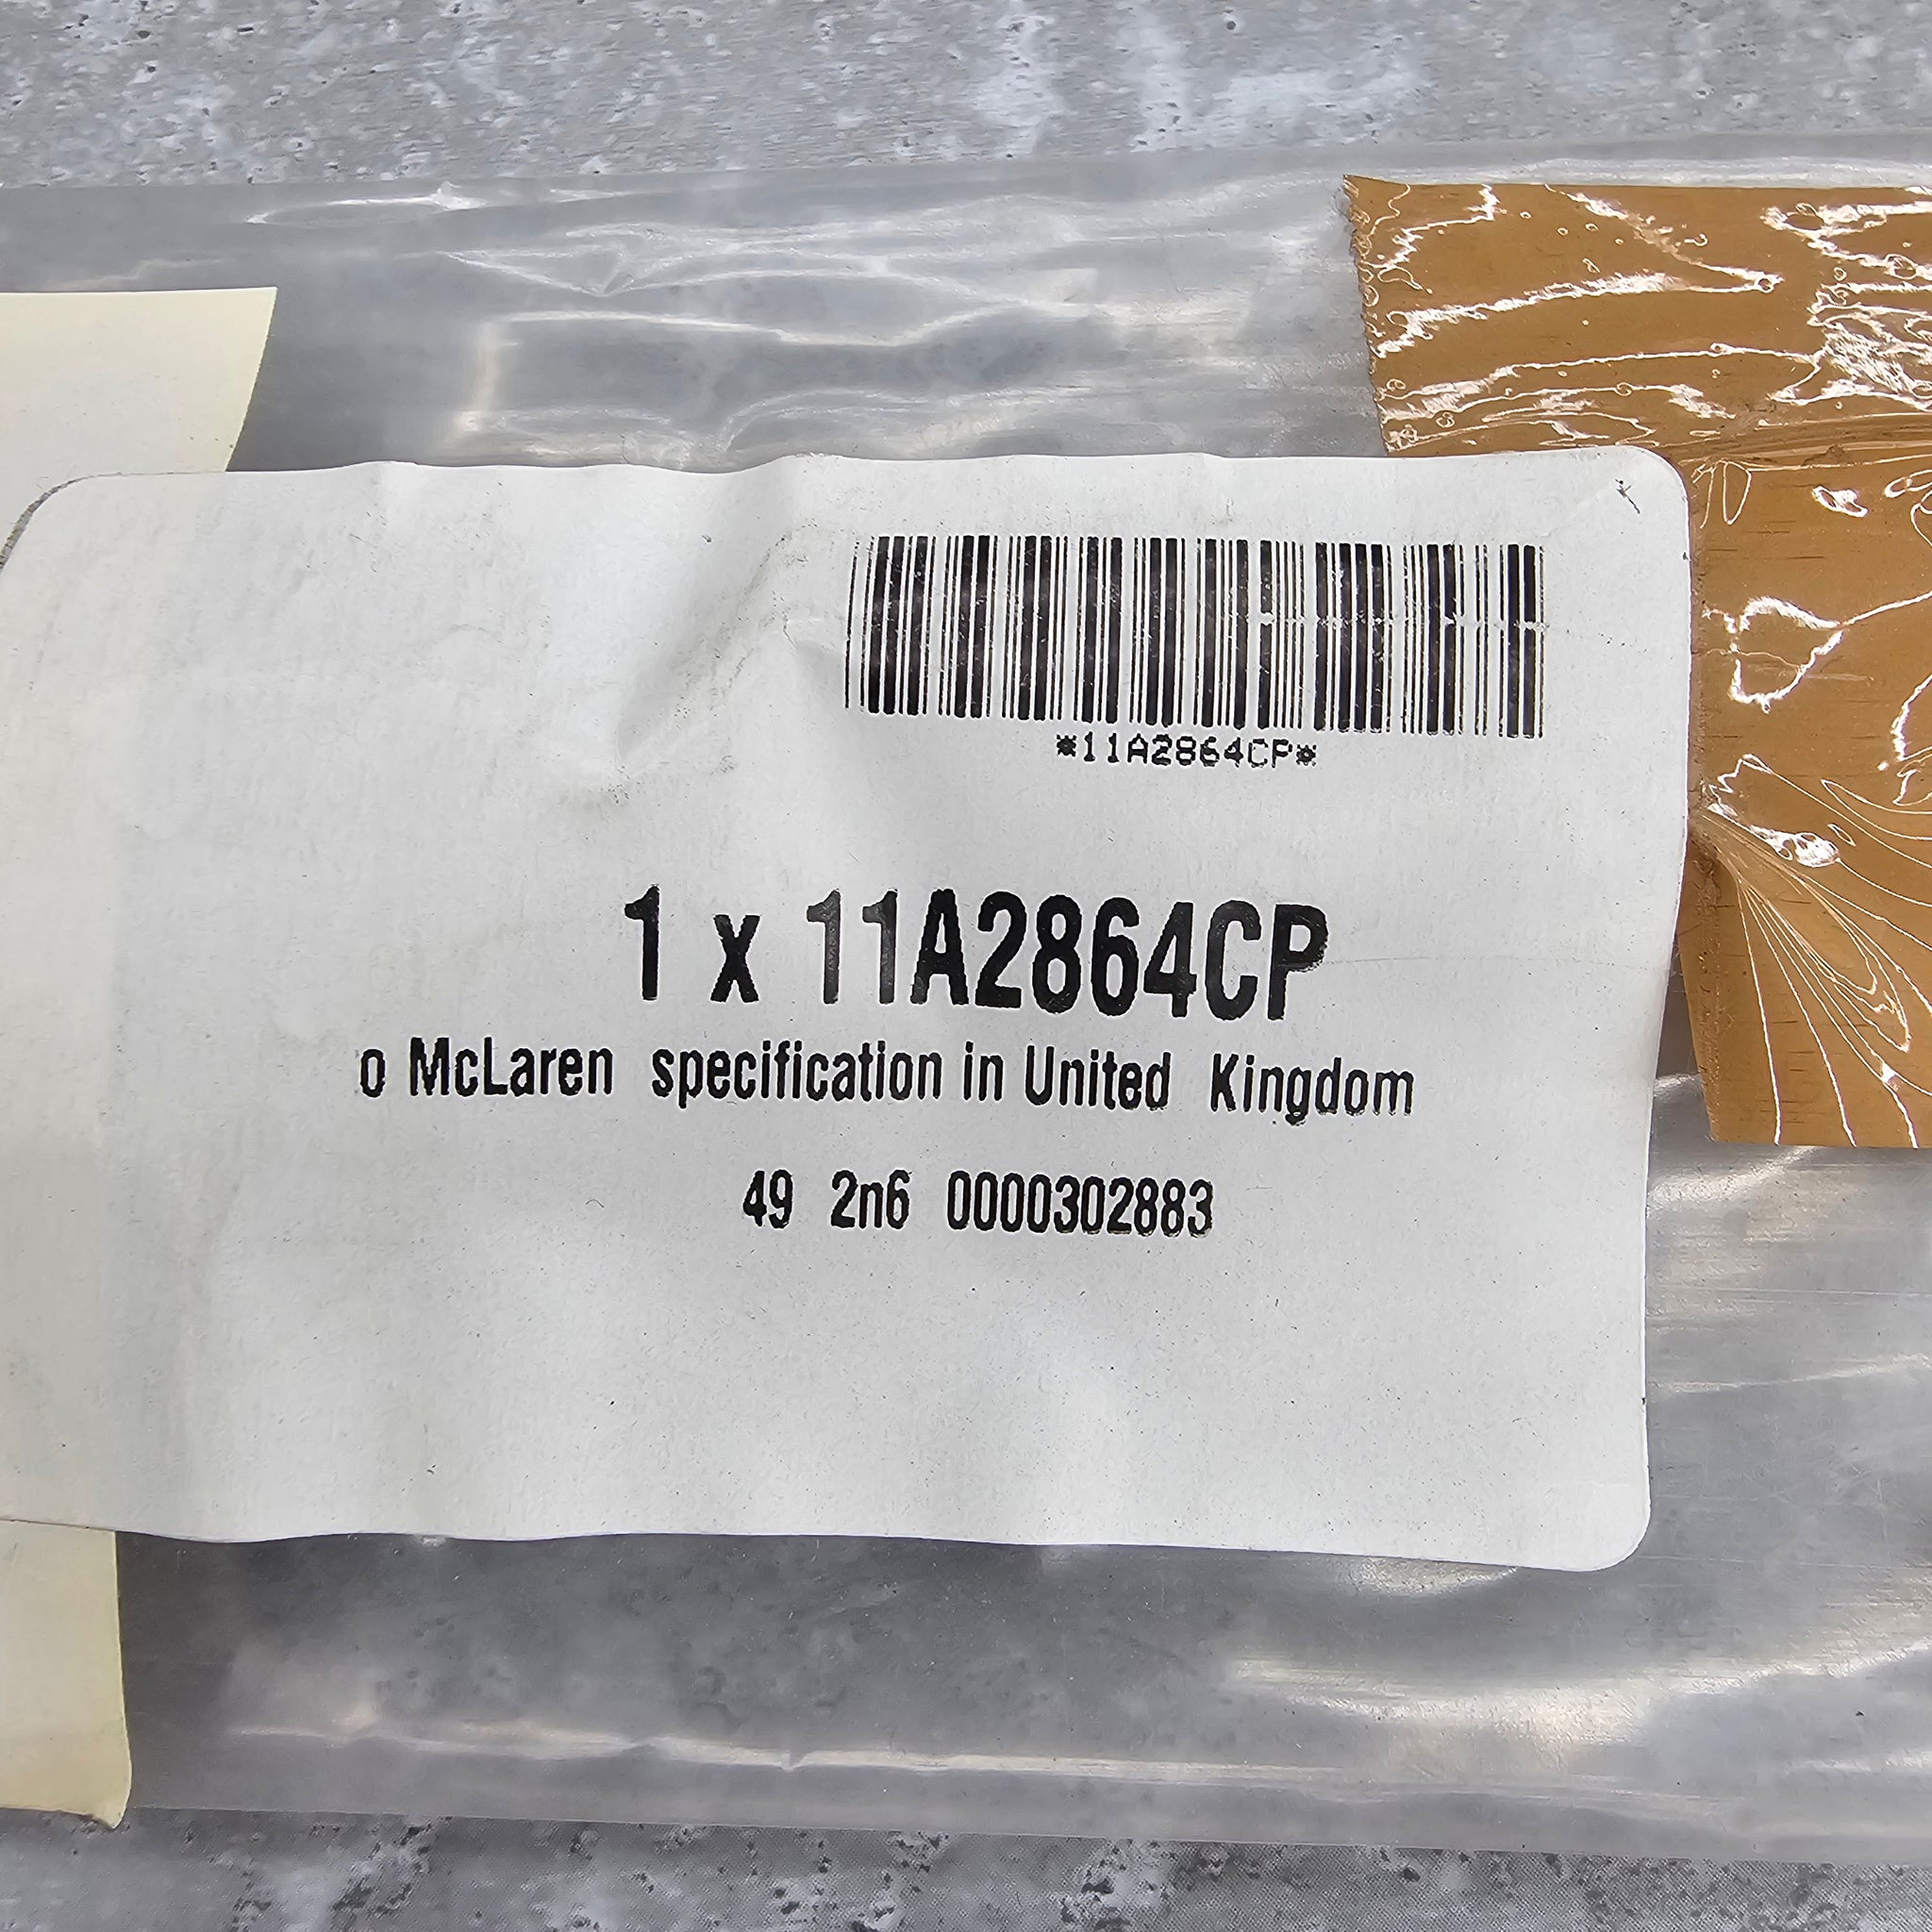 *11A2864CP*
1 x 11A2864CP
o McLaren specification in United Kingdom
49 2n6 0000302883